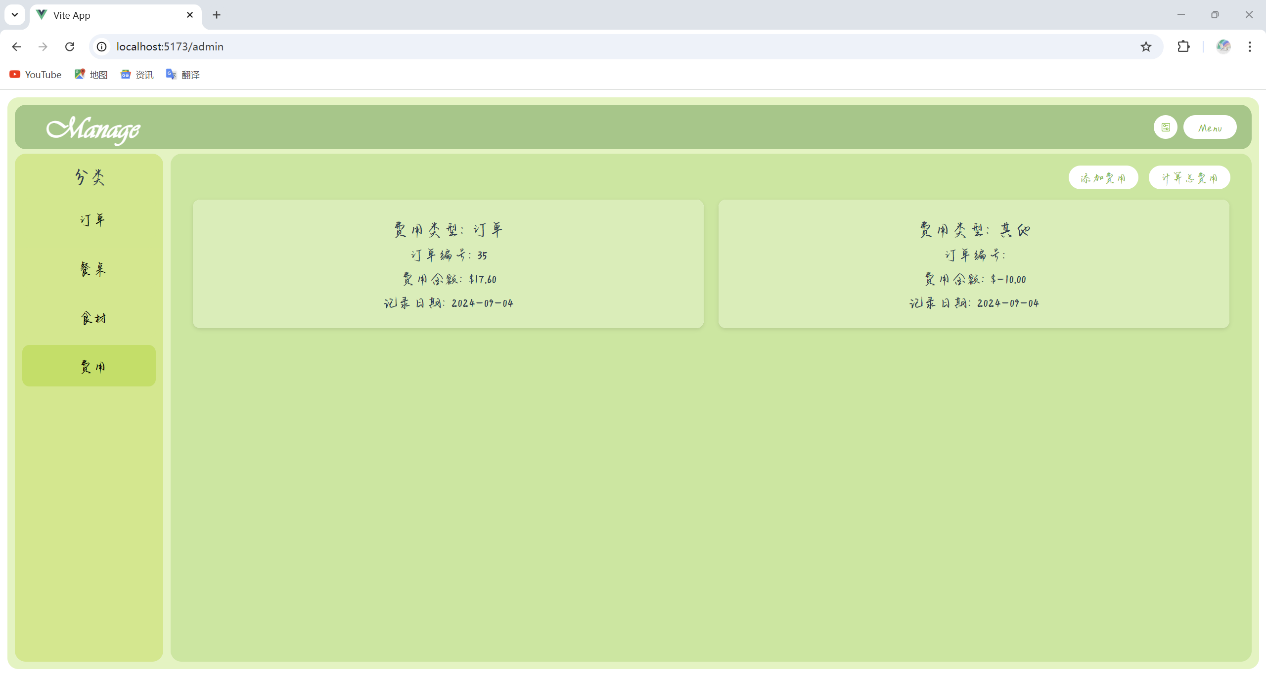 Vite App
localhost:5173/admin
YouTube 地图 资讯 翻译
Manage
Menu
分类
订单
餐桌
食材
费用
添加费用 计算总费用
费用类型: 订单
订单编号: 35
费用金额: $17.60
记录日期: 2024-09-04
费用类型: 其他
订单编号:
费用金额: $-10.00
记录日期: 2024-09-04